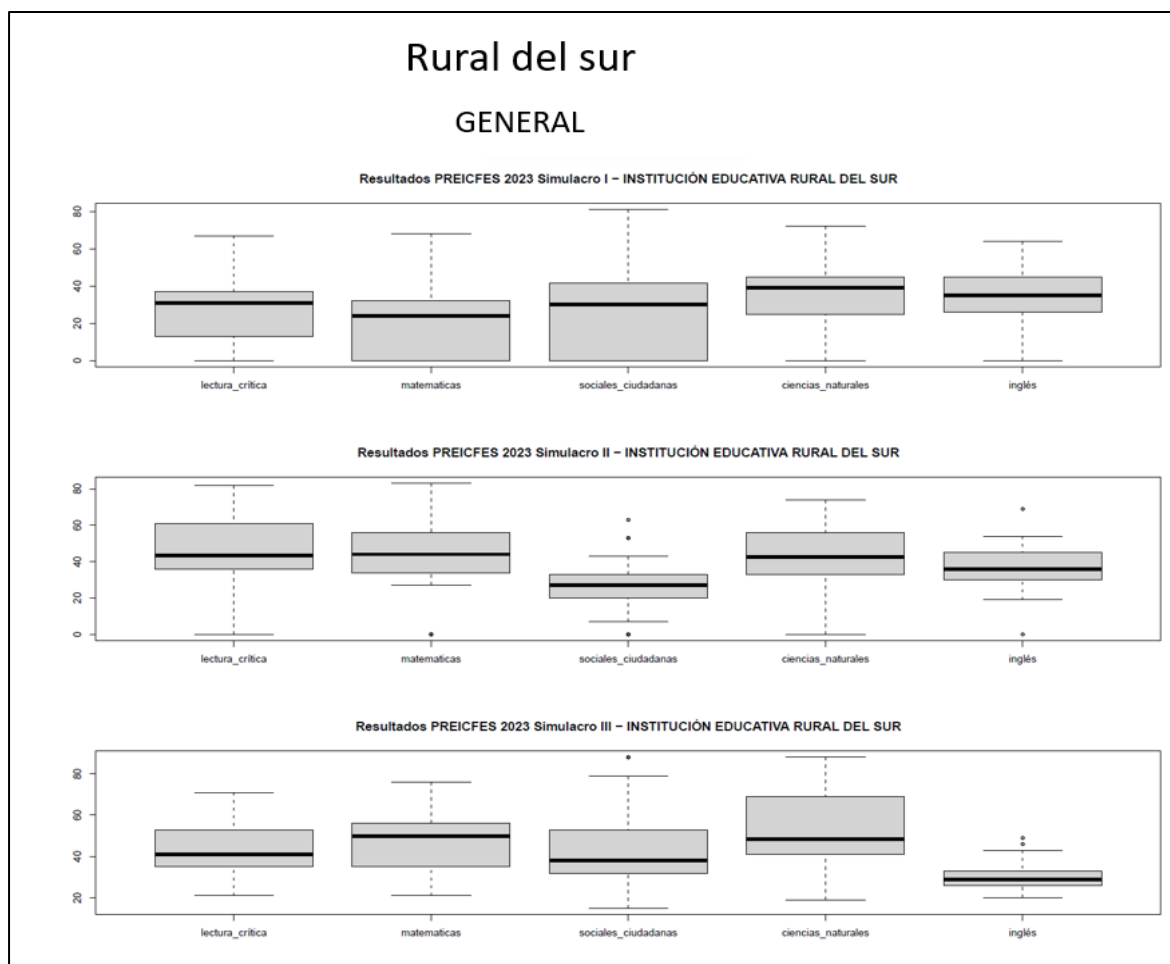 Rural del sur
GENERAL
Resultados PREICFES 2023 Simulacro I − INSTITUCIÓN EDUCATIVA RURAL DEL SUR
80
60
40
20
0
lectura_crítica matematicas sociales_ciudadanas ciencias_naturales inglés
Resultados PREICFES 2023 Simulacro II − INSTITUCIÓN EDUCATIVA RURAL DEL SUR
80
60
40
20
0
lectura_crítica matematicas sociales_ciudadanas ciencias_naturales inglés
Resultados PREICFES 2023 Simulacro III − INSTITUCIÓN EDUCATIVA RURAL DEL SUR
80
60
40
20
lectura_crítica matematicas sociales_ciudadanas ciencias_naturales inglés